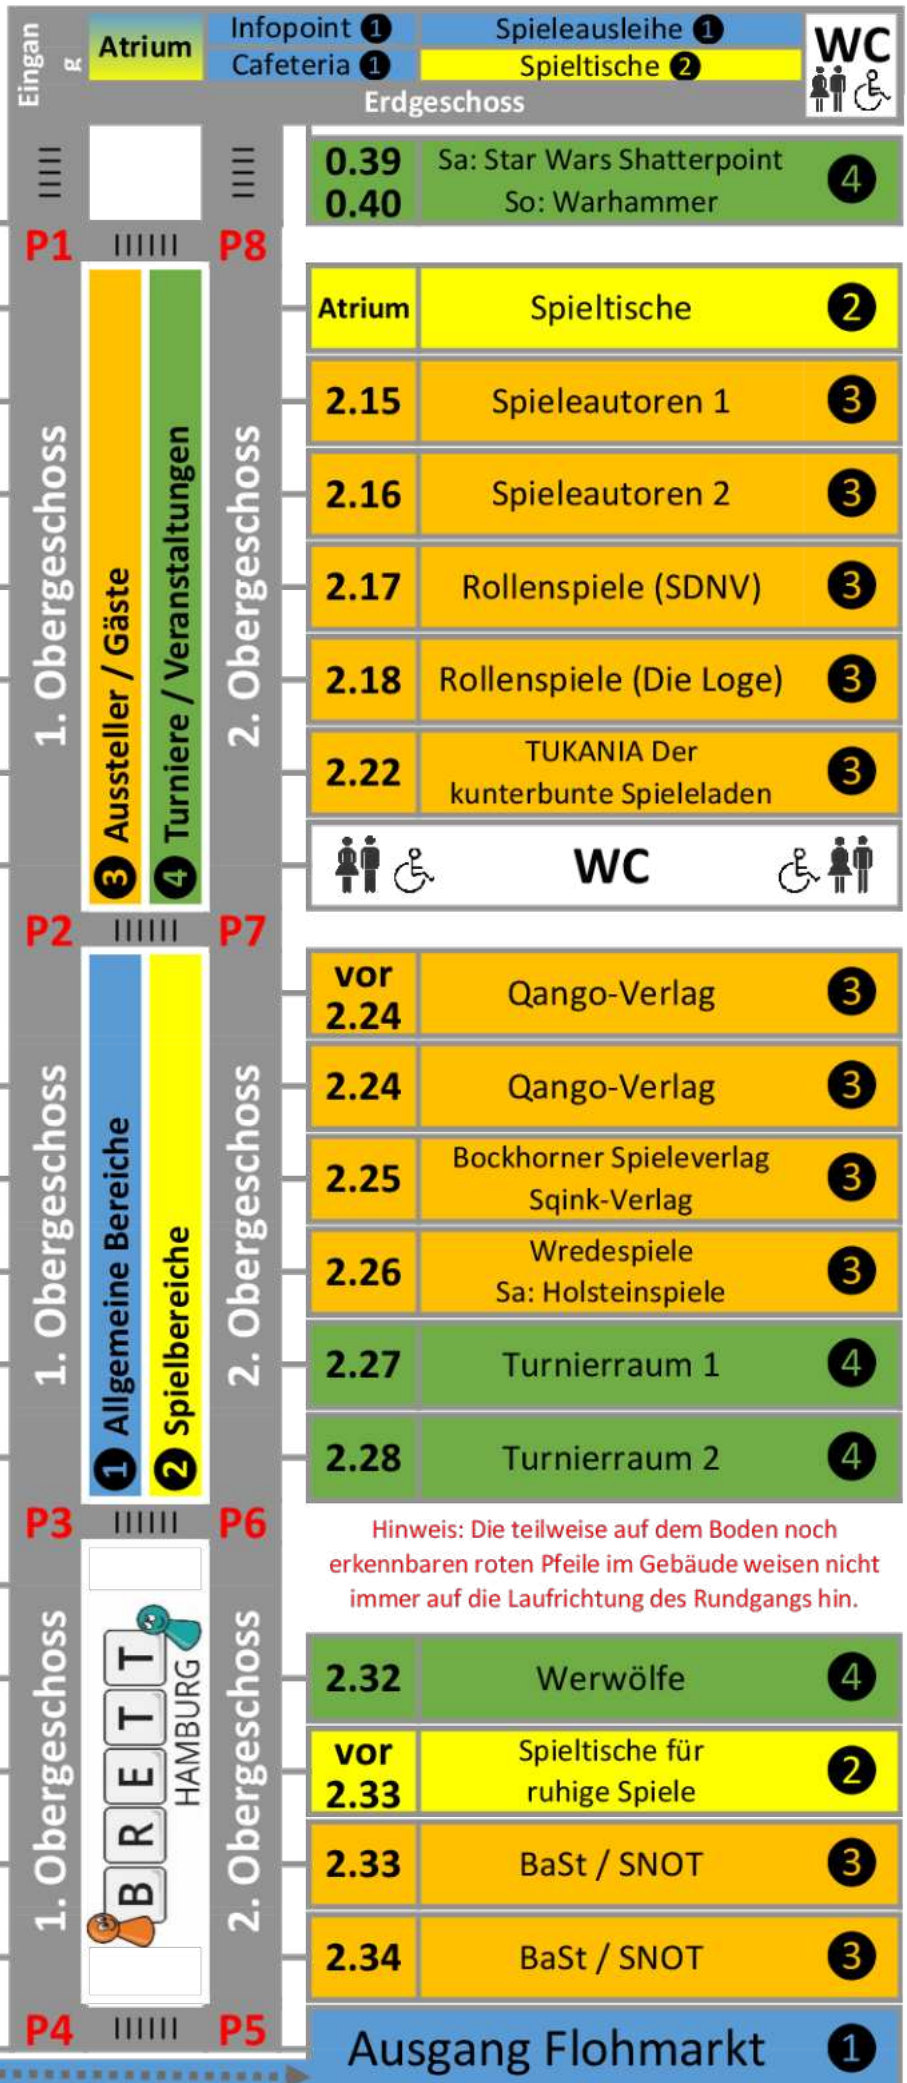 Eingan
g
Atrium
Infopoint 1
Spieleausleihe 1
Cafeteria 1
Spieltische 2
WC
Erdgeschoss
0.39
0.40
Sa: Star Wars Shatterpoint
So: Warhammer
4
P1
P8
1. Obergeschoss
3 Aussteller / Gäste
4 Turniere / Veranstaltungen
2. Obergeschoss
Atrium Spieltische 2
2.15 Spieleautoren 1 3
2.16 Spieleautoren 2 3
2.17 Rollenspiele (SDNV) 3
2.18 Rollenspiele (Die Loge) 3
2.22
TUKANIA Der
kunterbunte Spieleladen
3
WC
P2
P7
1. Obergeschoss
1 Allgemeine Bereiche
2 Spielbereiche
2. Obergeschoss
vor
2.24
Qango-Verlag 3
2.24 Qango-Verlag 3
2.25
Bockhorner Spieleverlag
Sqink-Verlag
3
2.26
Wredespiele
Sa: Holsteinspiele
3
2.27 Turnierraum 1 4
2.28 Turnierraum 2 4
P3
P6
Hinweis: Die teilweise auf dem Boden noch
erkennbaren roten Pfeile im Gebäude weisen nicht
immer auf die Laufrichtung des Rundgangs hin.
1. Obergeschoss
BRETT
HAMBURG
2. Obergeschoss
2.32 Werwölfe 4
vor
2.33
Spieltische für
ruhige Spiele
2
2.33 BaSt / SNOT 3
2.34 BaSt / SNOT 3
P4
P5
Ausgang Flohmarkt 1